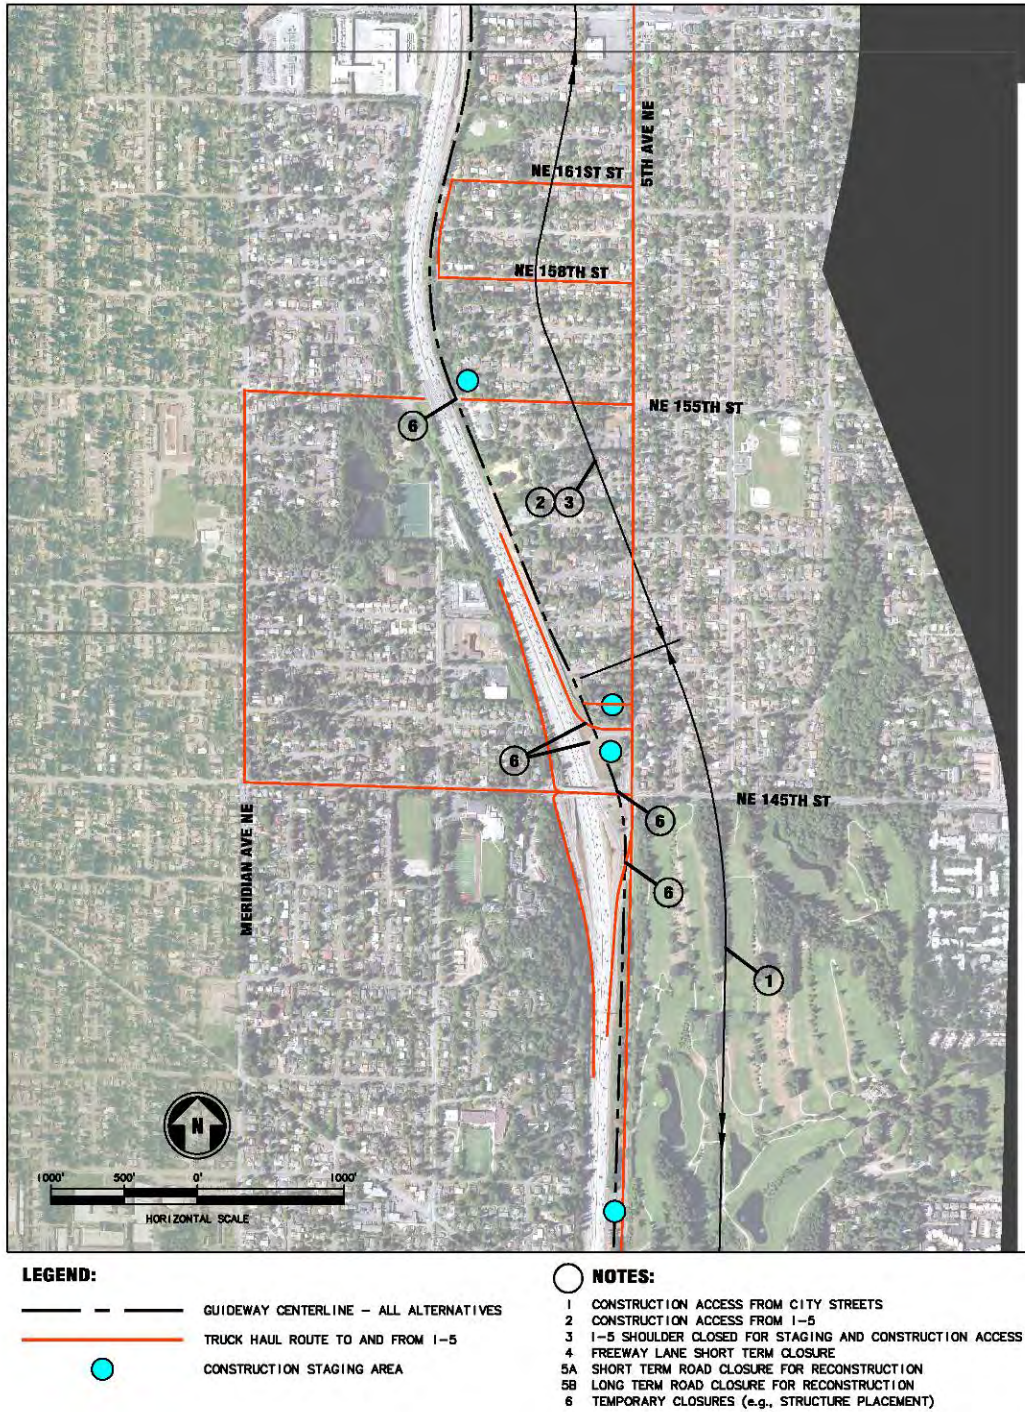 5TH AVE NE
NE 161ST ST
NE 158TH ST
NE 155TH ST
6
2 3
6
NE 145TH ST
6
6
MERIDIAN AVE NE
1
N
1000' 500' 0' 1000'
HORIZONTAL SCALE
LEGEND:
GUIDEWAY CENTERLINE - ALL ALTERNATIVES
TRUCK HAUL ROUTE TO AND FROM I-5
CONSTRUCTION STAGING AREA
NOTES:
1 CONSTRUCTION ACCESS FROM CITY STREETS
2 CONSTRUCTION ACCESS FROM I-5
3 I-5 SHOULDER CLOSED FOR STAGING AND CONSTRUCTION ACCESS
4 FREEWAY LANE SHORT TERM CLOSURE
5A SHORT TERM ROAD CLOSURE FOR RECONSTRUCTION
5B LONG TERM ROAD CLOSURE FOR RECONSTRUCTION
6 TEMPORARY CLOSURES (e.g., STRUCTURE PLACEMENT)